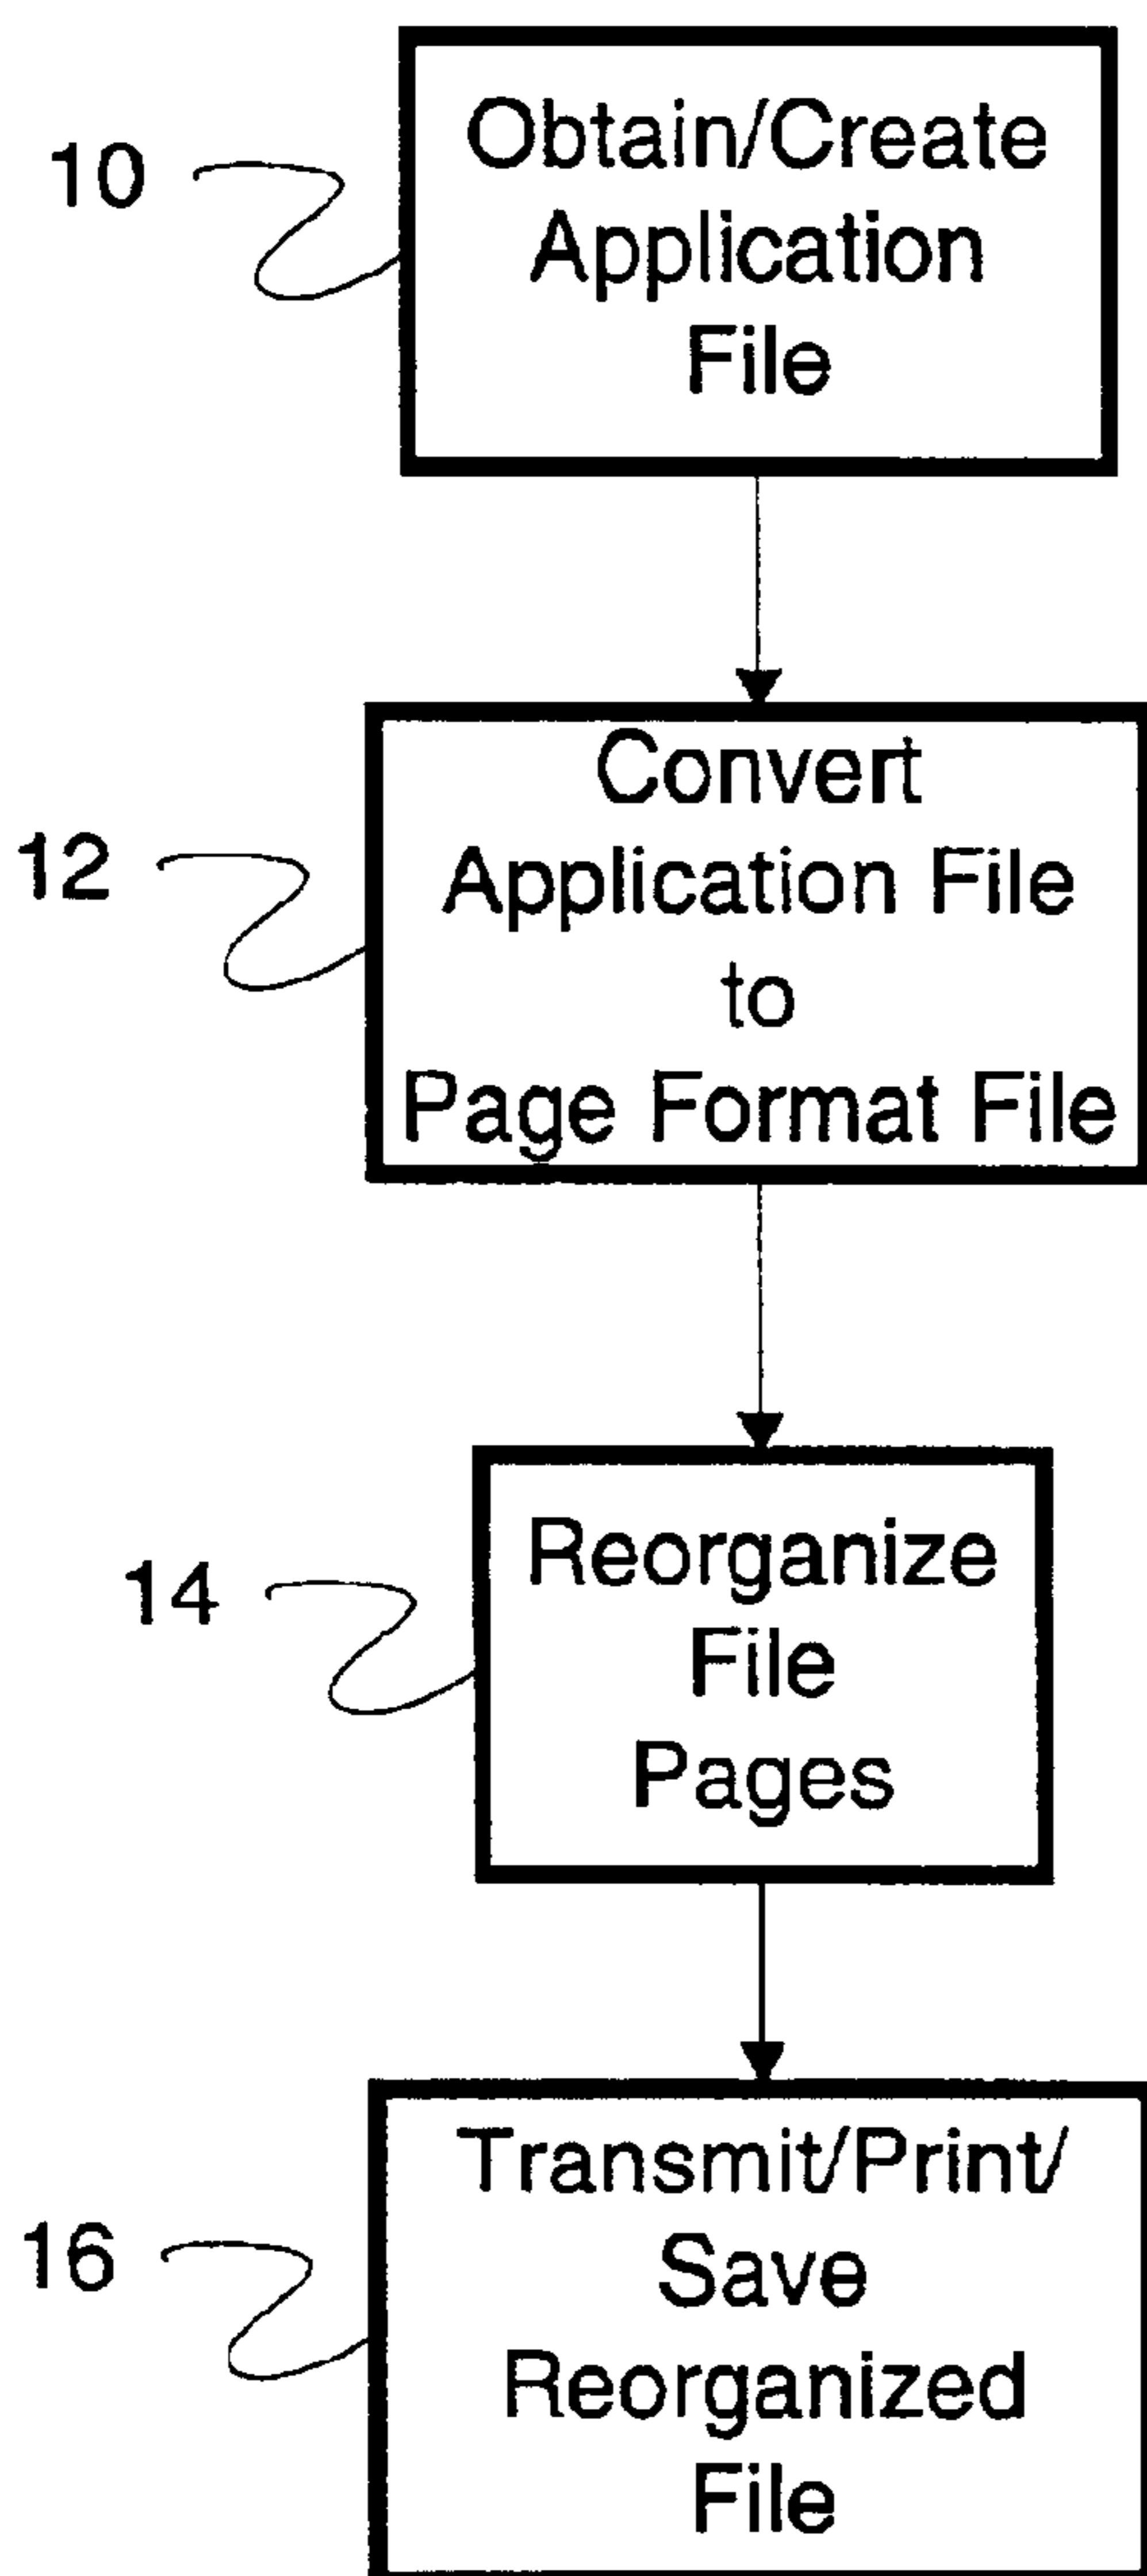 10
Obtain/Create
Application
File
12
Convert
Application File
to
Page Format File
14
Reorganize
File
Pages
16
Transmit/Print/
Save
Reorganized
File